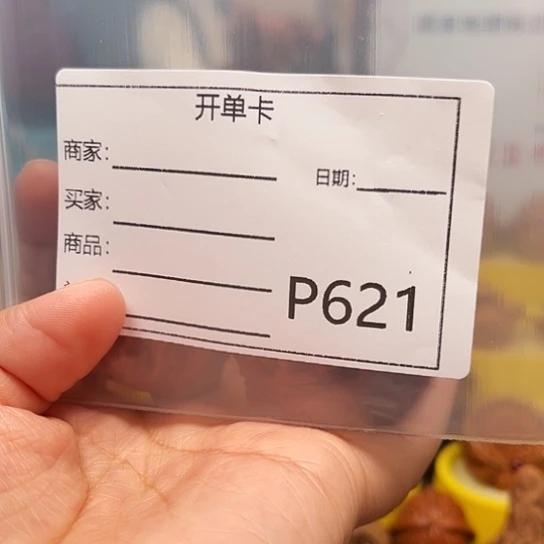 开单卡
商家：
日期：
买家：
商品：
P621